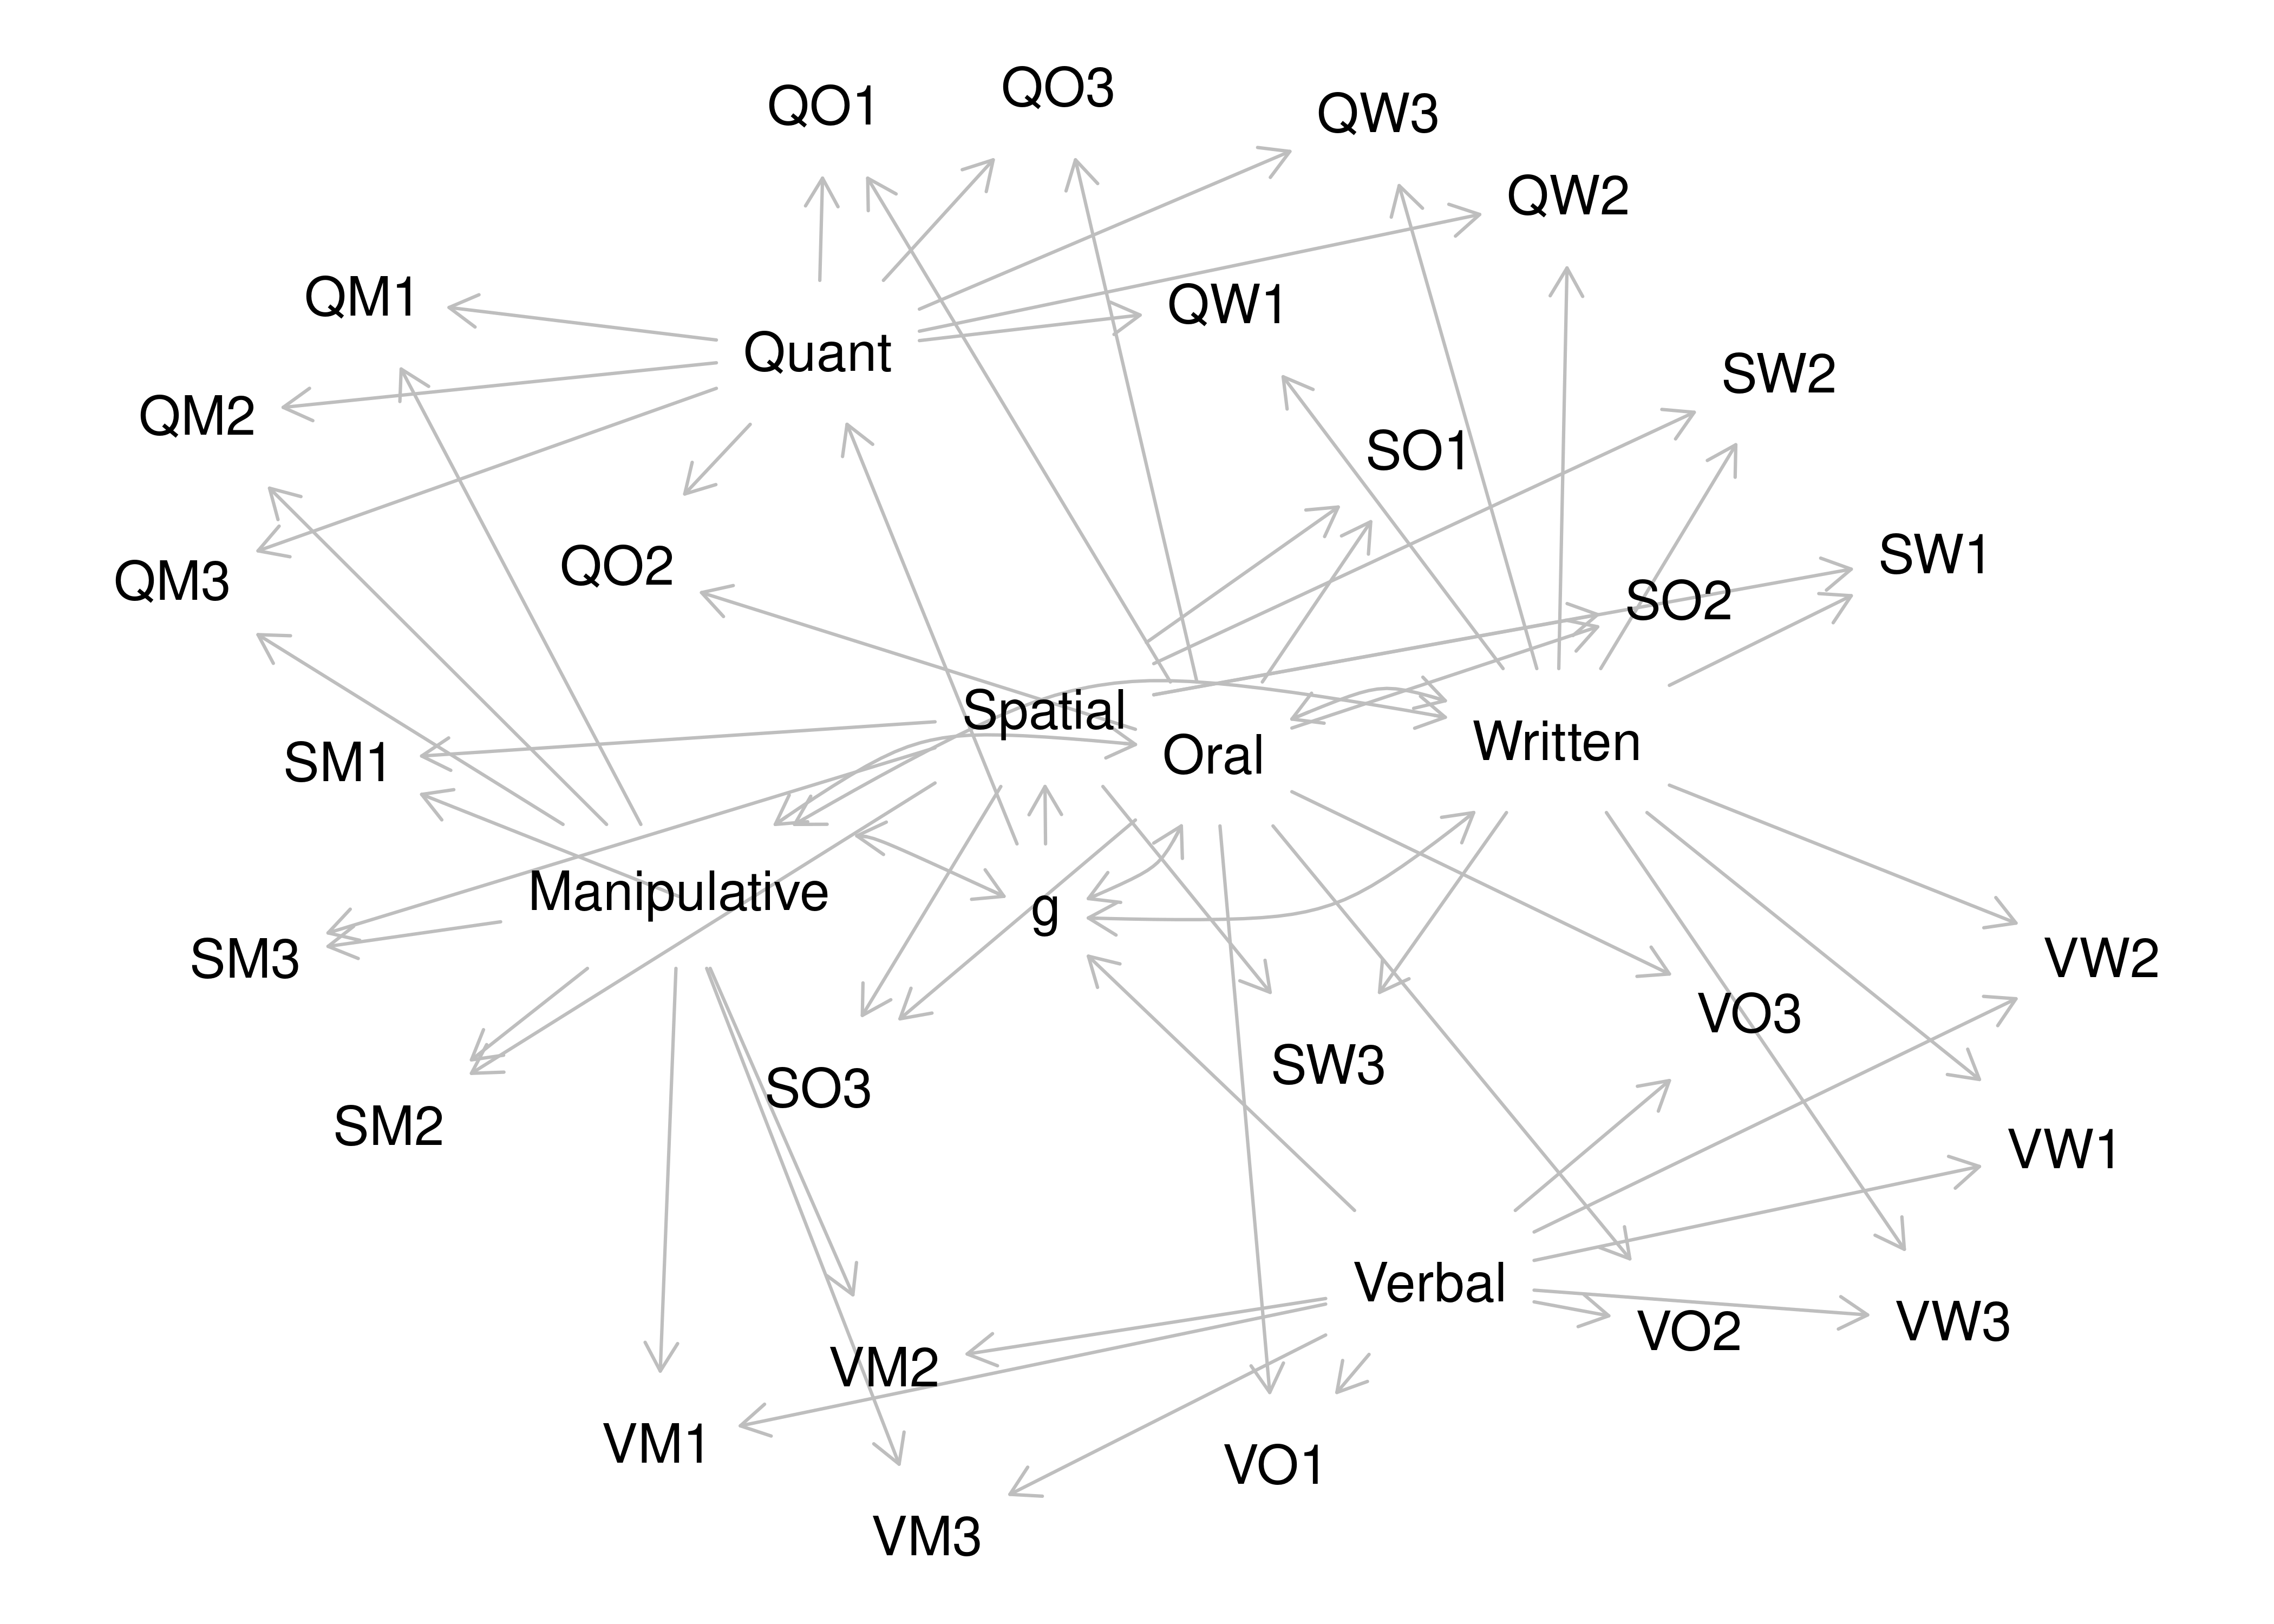 QO3
QO1
QW3
QW2
QM1
QW1
Quant
SW2
QM2
SO1
SW1
QO2
QM3
SO2
Spatial
Written
Oral
SM1
Manipulative
g
SM3
VW2
VO3
SW3
SO3
SM2
VW1
Verbal
VW3
VO2
VM2
VM1
VO1
VM3